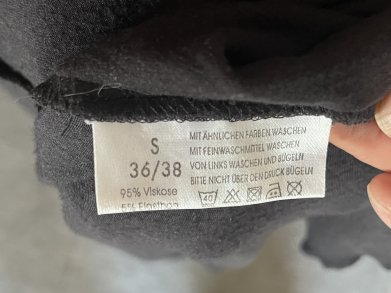 S
36/38
95% Viskose
5% Elasthan
MIT ÄHNLICHEN FARBEN WASCHEN
MIT FEINWASCHMITTEL WASCHEN
VON LINKS WASCHEN UND BÜGELN
BITTE NICHT ÜBER DEN DRUCK BÜGELN
40